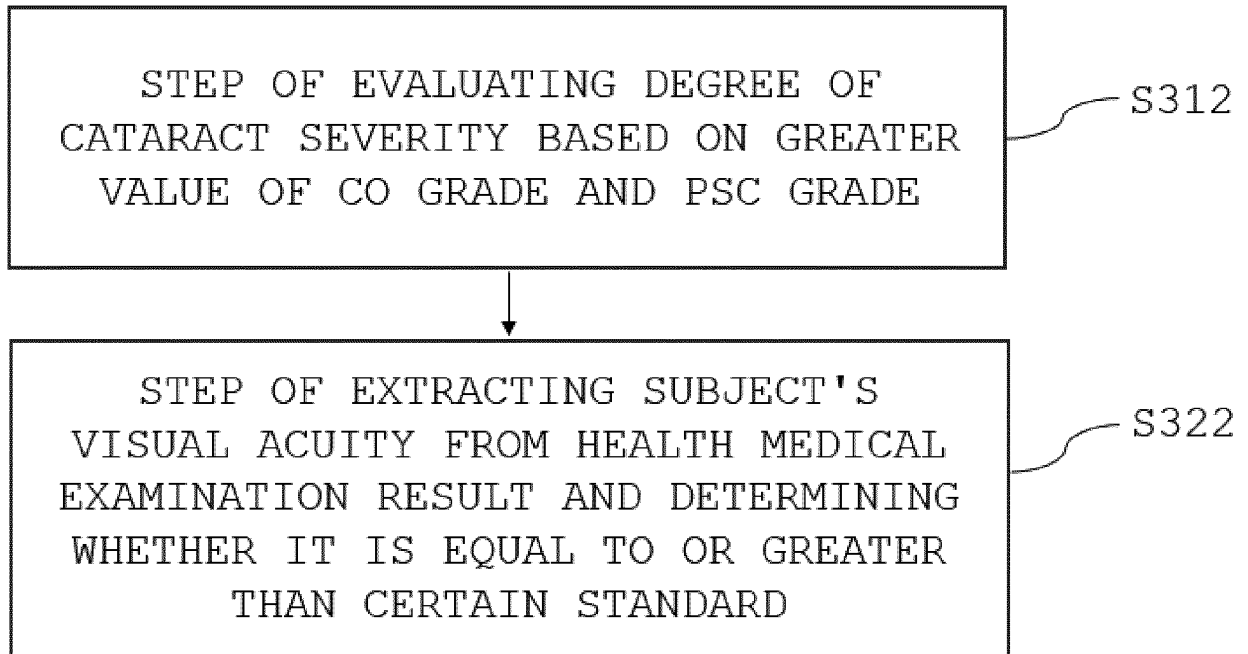 STEP OF EVALUATING DEGREE OF
CATARACT SEVERITY BASED ON GREATER
VALUE OF CO GRADE AND PSC GRADE
S312
STEP OF EXTRACTING SUBJECT'S
VISUAL ACUITY FROM HEALTH MEDICAL
EXAMINATION RESULT AND DETERMINING
WHETHER IT IS EQUAL TO OR GREATER
THAN CERTAIN STANDARD
S322